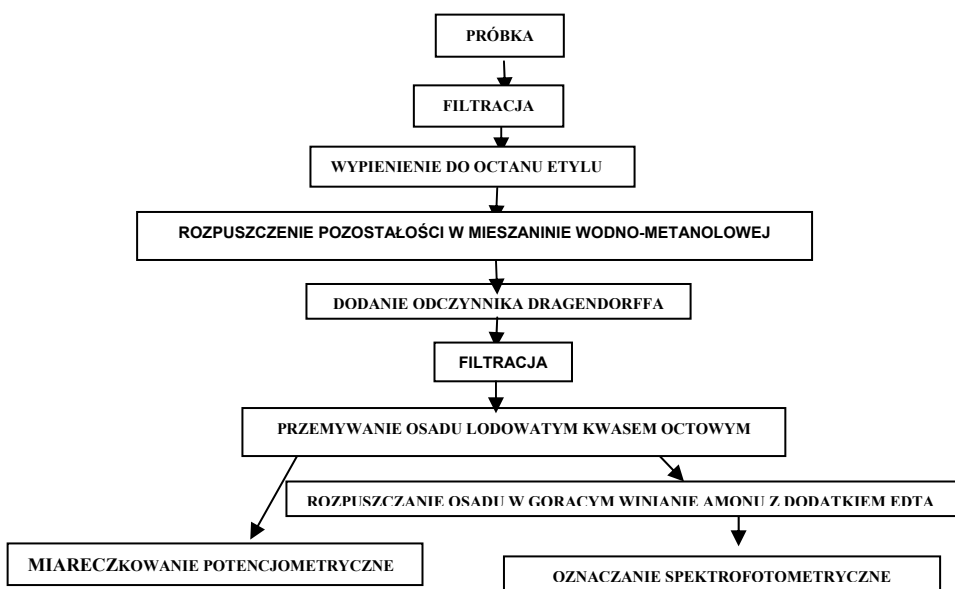 PRÓBKA
FILTRACJA
WYPIENIENIE DO OCTANU ETYLU
ROZPUSZCZENIE POZOSTAŁOŚCI W MIESZANINIE WODNO-METANOLOWEJ
DODANIE ODCZYNNIKA DRAGENDORFFA
FILTRACJA
PRZEMYWANIE OSADU LODOWATYM KWASEM OCTOWYM
ROZPUSZCZANIE OSADU W GORĄCYM WINIANIE AMONU Z DODATKIEM EDTA
MIARECZKOWANIE POTENCJOMETRYCZNE
OZNACZANIE SPEKTROFOTOMETRYCZNE